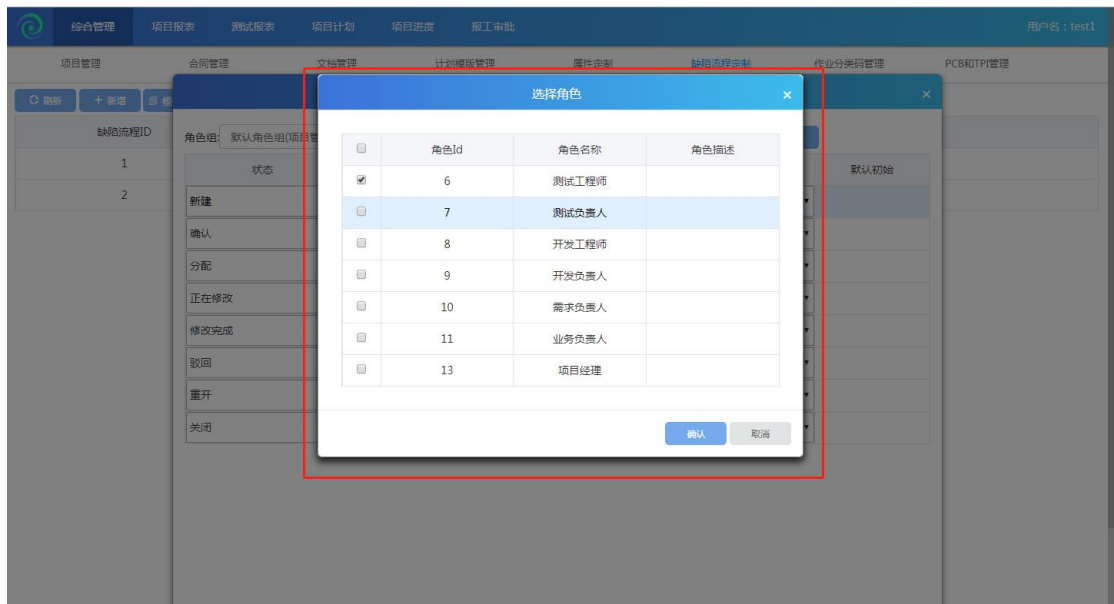 综合管理 项目报表 测试报表 项目计划 项目进度 报工审批 用户名：test1
项目管理 合同管理 文档管理 计划模版管理 属性定制 缺陷流程定制 作业分类码管理 PCB和TPI管理
选择角色 ×
刷新 + 新增 ×
缺陷流程ID
角色组: 默认角色组(项目管
角色Id 角色名称 角色描述
1 状态 默认初始
6 测试工程师
2
新建
7 测试负责人
确认
8 开发工程师
分配
9 开发负责人
正在修改
10 需求负责人
修改完成
11 业务负责人
驳回
13 项目经理
重开
关闭
确认 取消